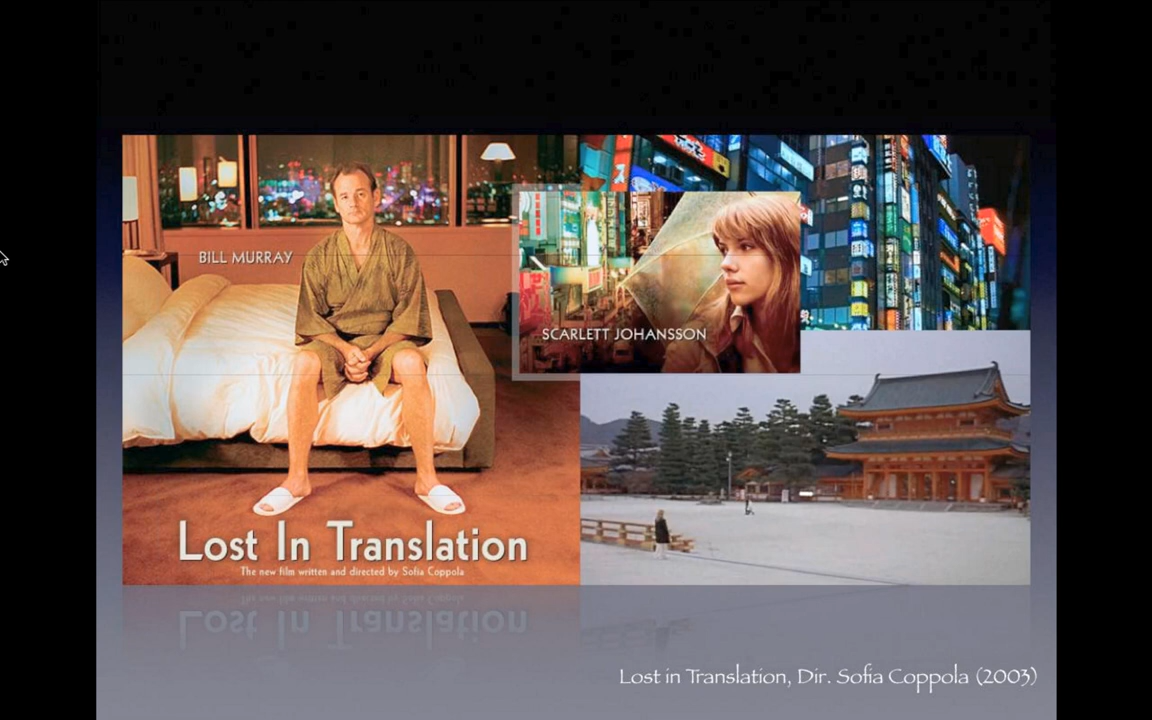 BILL MURRAY
SCARLETT JOHANSSON
Lost In Translation
The new film written and directed by Sofia Coppola
Lost in Translation, Dir. Sofia Coppola (2003)